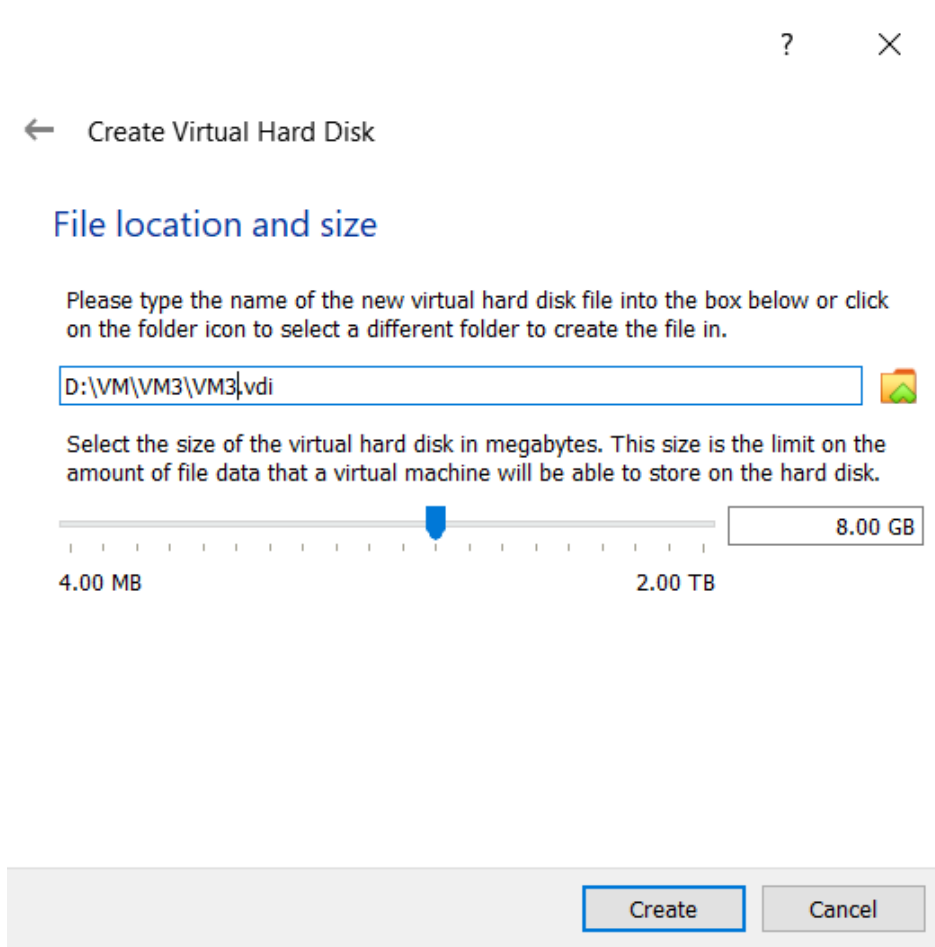 ?
Create Virtual Hard Disk
File location and size
Please type the name of the new virtual hard disk file into the box below or click
on the folder icon to select a different folder to create the file in.
D:\VM\VM3\VM3.vdi
Select the size of the virtual hard disk in megabytes. This size is the limit on the
amount of file data that a virtual machine will be able to store on the hard disk.
8.00 GB
4.00 MB 2.00 TB
Create Cancel